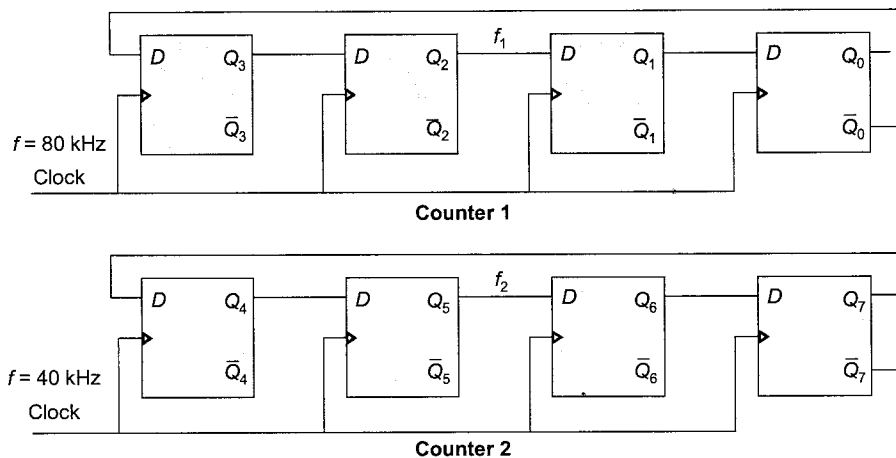 f₁
D Q₃ D Q₂ D Q₁ D Q₀
Q̅₃ Q̅₂ Q̅₁ Q̅₀
f = 80 kHz
Clock
Counter 1
f₂
D Q₄ D Q₅ D Q₆ D Q₇
Q̅₄ Q̅₅ Q̅₆ Q̅₇
f = 40 kHz
Clock
Counter 2